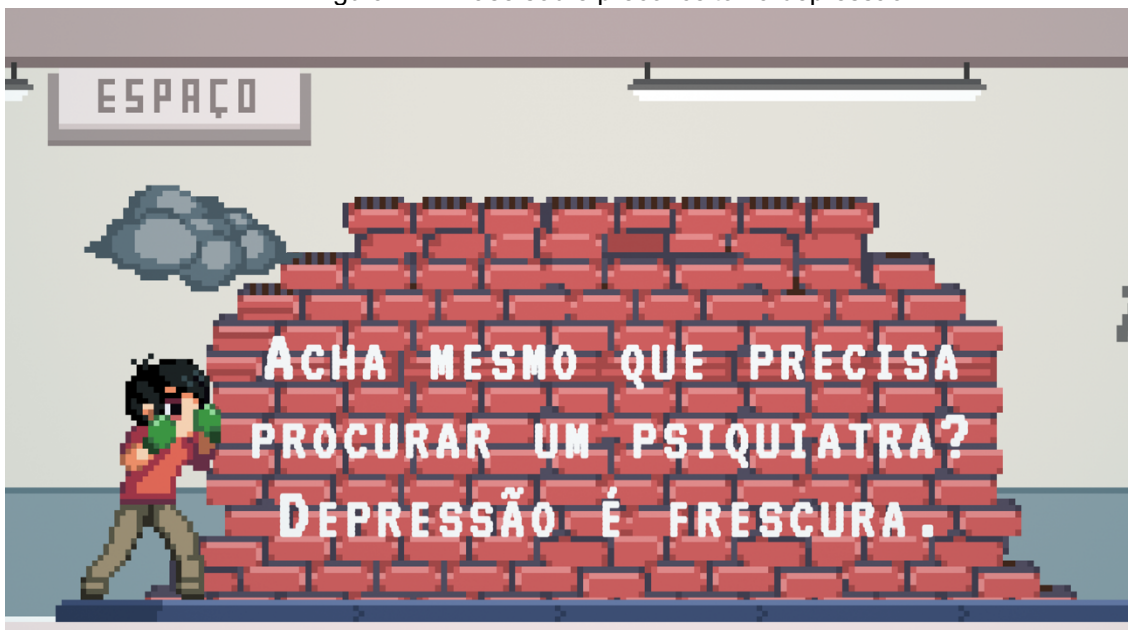 ESPAÇO
ACHA MESMO QUE PRECISA
PROCURAR UM PSIQUIATRA?
DEPRESSÃO É FRESCURA.